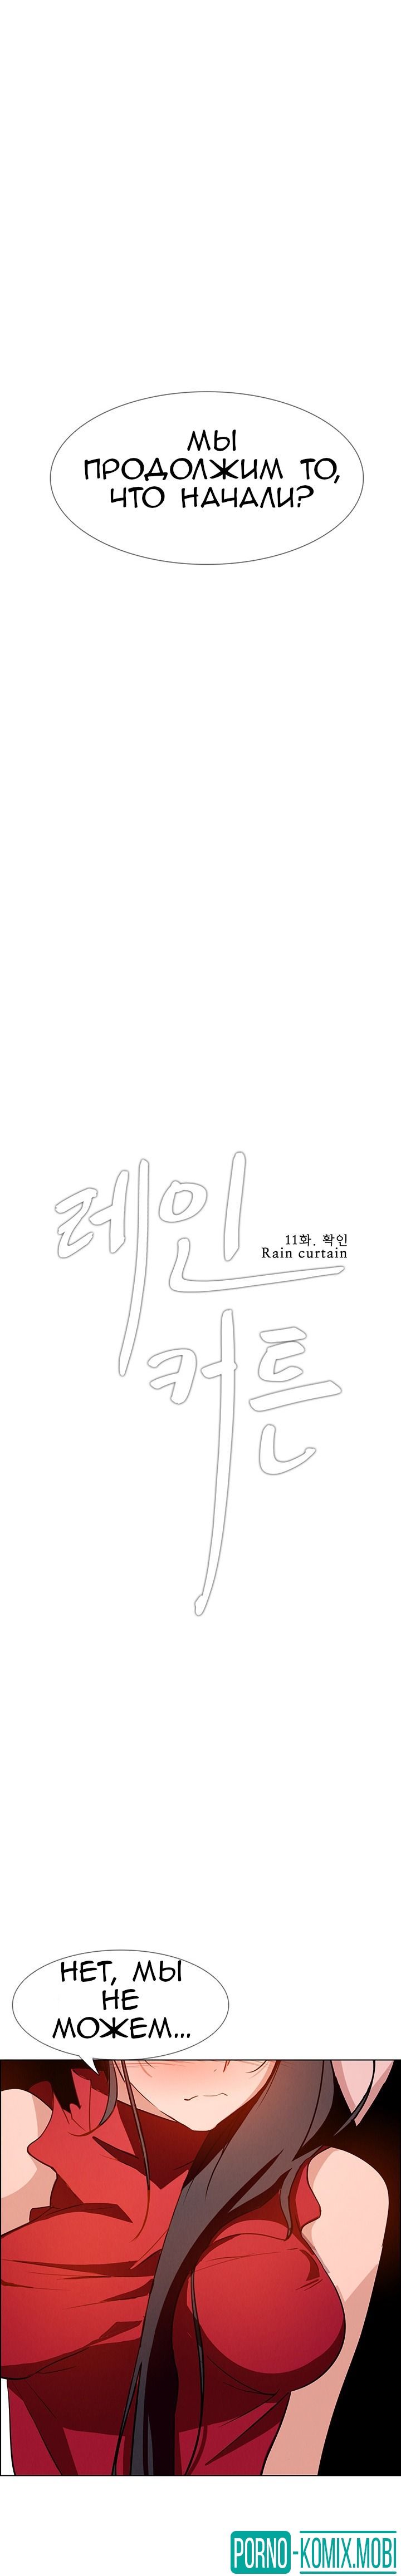 МЫ
ПРОДОЛЖИМ ТО,
ЧТО НАЧАЛИ?
레인
11화. 확인
Rain curtain
커튼
НЕТ, МЫ
НЕ
МОЖЕМ...
PORNO-KOMIX.MOBI